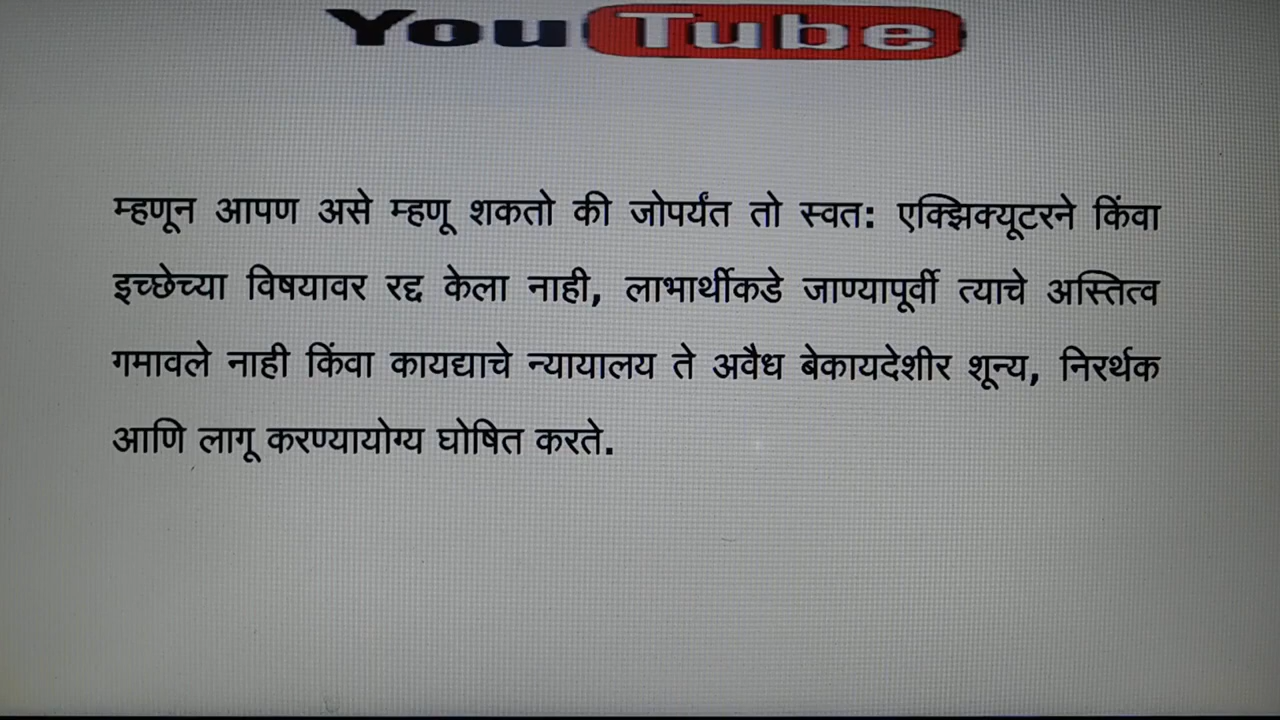 YouTube
म्हणून आपण असे म्हणू शकतो की जोपर्यंत तो स्वत: एक्झिक्यूटरने किंवा
इच्छेच्या विषयावर रद्द केला नाही, लाभार्थीकडे जाण्यापूर्वी त्याचे अस्तित्व
गमावले नाही किंवा कायद्याचे न्यायालय ते अवैध बेकायदेशीर शून्य, निरर्थक
आणि लागू करण्यायोग्य घोषित करते.